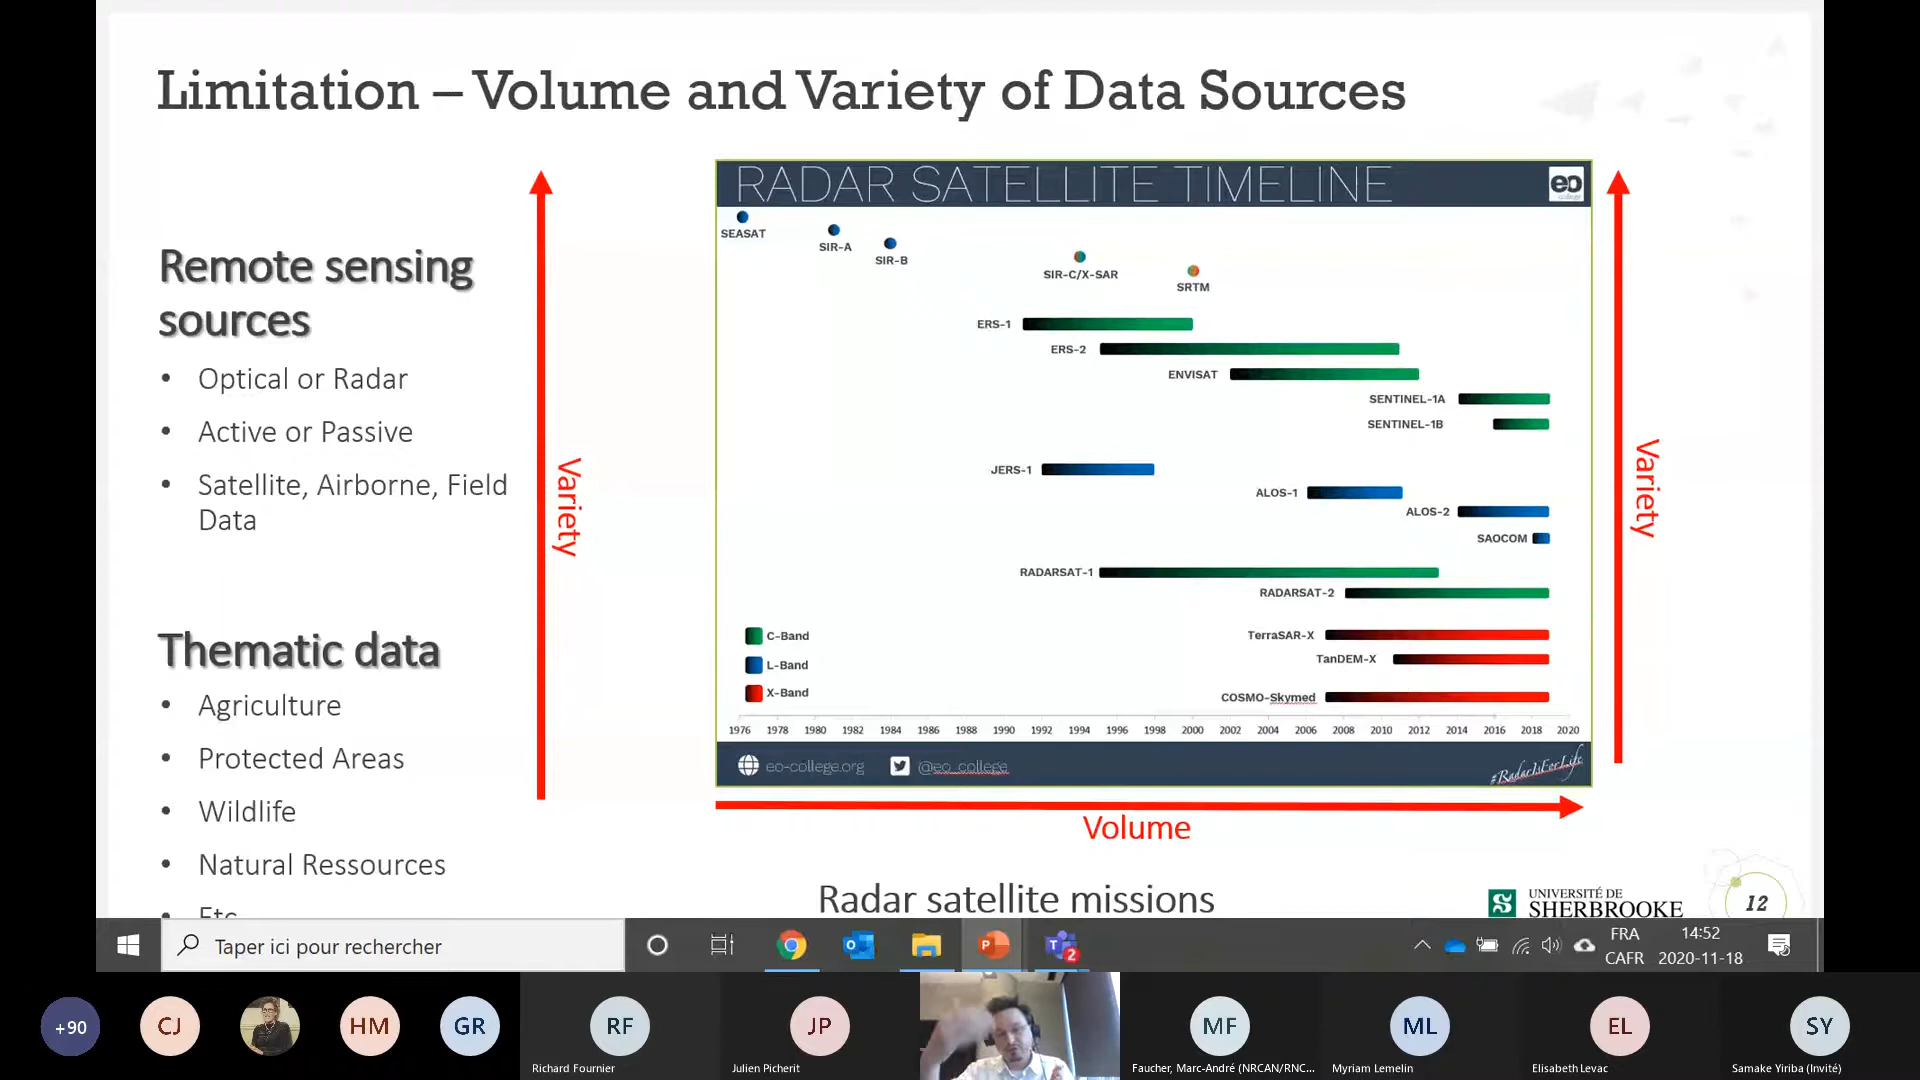 Limitation – Volume and Variety of Data Sources
Remote sensing
sources
• Optical or Radar
• Active or Passive
• Satellite, Airborne, Field
Data
Thematic data
• Agriculture
• Protected Areas
• Wildlife
• Natural Ressources
• Etc
Variety
RADAR SATELLITE TIMELINE
eo
college
SEASAT
SIR-A
SIR-B
SIR-C/X-SAR
SRTM
ERS-1
ERS-2
ENVISAT
SENTINEL-1A
SENTINEL-1B
JERS-1
ALOS-1
ALOS-2
SAOCOM
RADARSAT-1
RADARSAT-2
C-Band
L-Band
X-Band
TerraSAR-X
TanDEM-X
COSMO-Skymed
1976 1978 1980 1982 1984 1986 1988 1990 1992 1994 1996 1998 2000 2002 2004 2006 2008 2010 2012 2014 2016 2018 2020
eo-college.org @eo_college #RadarIsForLife
Variety
Volume
Radar satellite missions
UNIVERSITÉ DE
SHERBROOKE
12
Taper ici pour rechercher
2
FRA
CAFR
14:52
2020-11-18
+90
CJ
HM
GR
RF
Richard Fournier
JP
Julien Picherit
MF
Faucher, Marc-André (NRCAN/RNC...
ML
Myriam Lemelin
EL
Elisabeth Levac
SY
Samake Yiriba (Invité)